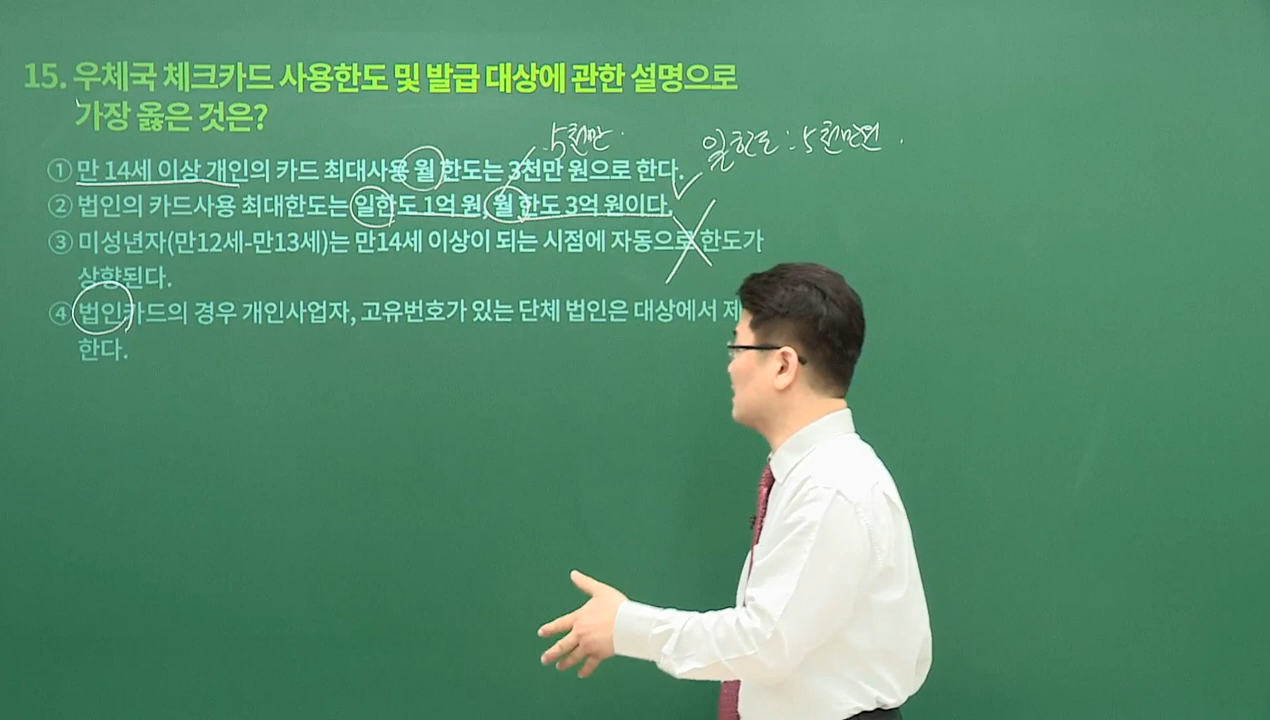 15. 우체국 체크카드 사용한도 및 발급 대상에 관한 설명으로
가장 옳은 것은?
5천만
일한도 : 5천만원.
① 만 14세 이상 개인의 카드 최대사용 월 한도는 3천만 원으로 한다.
② 법인의 카드사용 최대한도는 일한도 1억 원, 월 한도 3억 원이다.
③ 미성년자(만12세-만13세)는 만14세 이상이 되는 시점에 자동으로 한도가
상향된다.
④ 법인카드의 경우 개인사업자, 고유번호가 있는 단체 법인은 대상에서 제
한다.